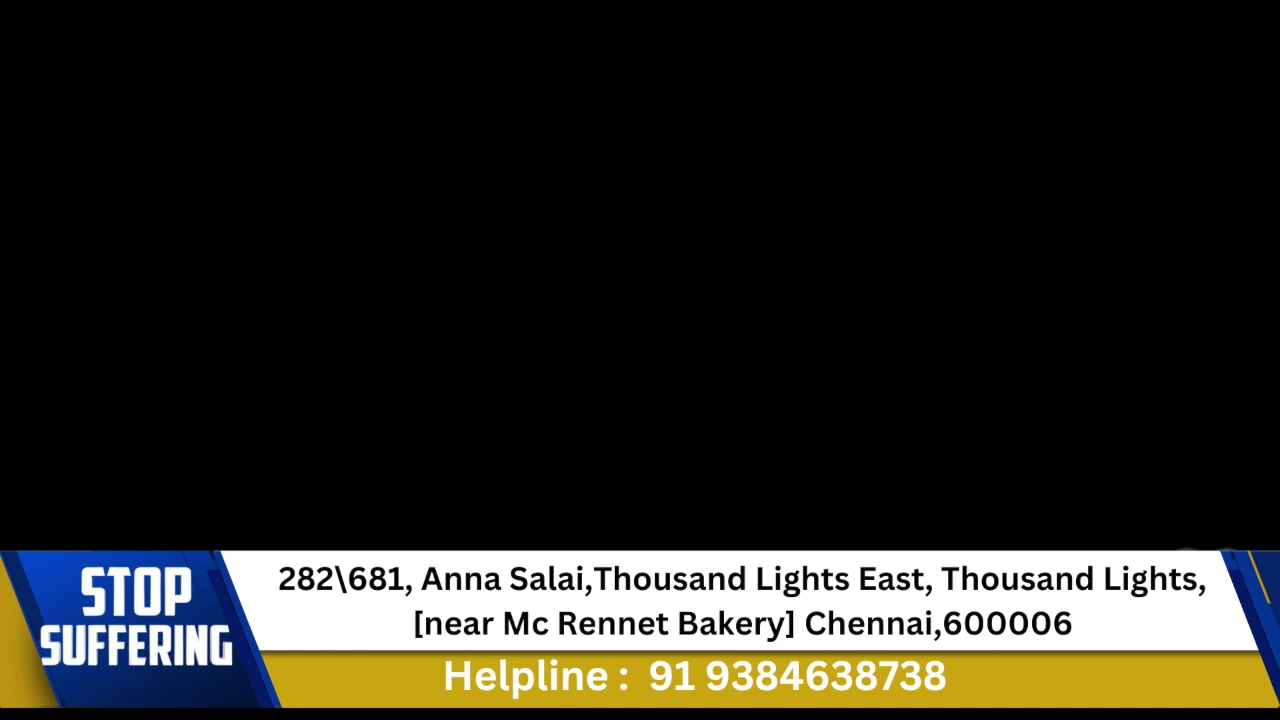 STOP
SUFFERING
282\681, Anna Salai,Thousand Lights East, Thousand Lights,
[near Mc Rennet Bakery] Chennai,600006
Helpline : 91 9384638738